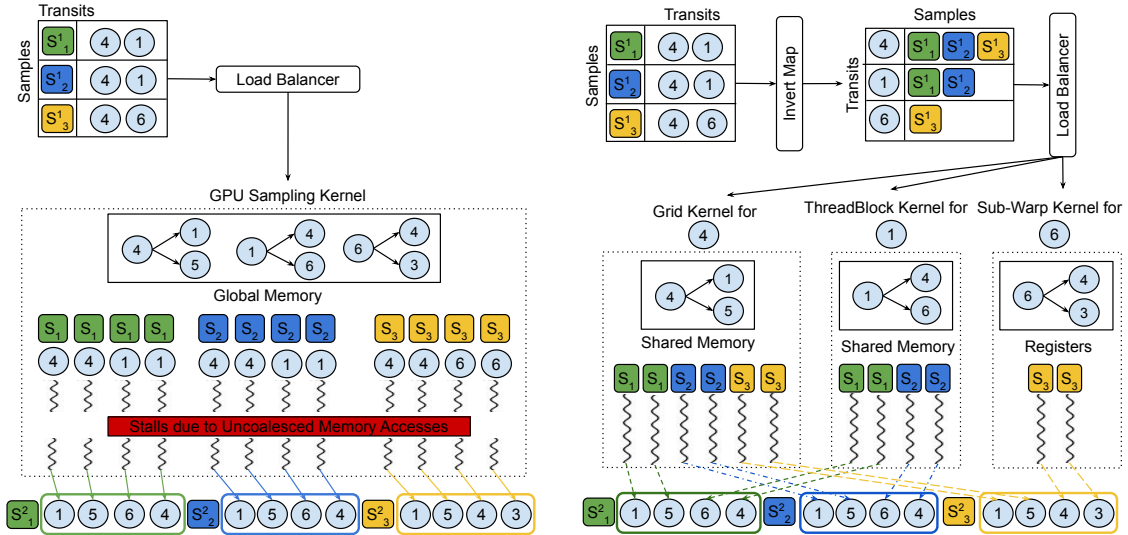 Transits
Samples
S¹₁ 4 1
S¹₂ 4 1
S¹₃ 4 6
Load Balancer
GPU Sampling Kernel
4 1 5
1 4 6
6 4 3
Global Memory
S₁ S₁ S₁ S₁ S₂ S₂ S₂ S₂ S₃ S₃ S₃ S₃
4 4 1 1 4 4 1 1 4 4 6 6
Stalls due to Uncoalesced Memory Accesses
S²₁ 1 5 6 4 S²₂ 1 5 6 4 S²₃ 1 5 4 3
Transits
Samples
S¹₁ 4 1
S¹₂ 4 1
S¹₃ 4 6
Invert Map
Samples
Transits
4 S¹₁ S¹₂ S¹₃
1 S¹₁ S¹₂
6 S¹₃
Load Balancer
Grid Kernel for
4
ThreadBlock Kernel for
1
Sub-Warp Kernel for
6
4 1 5
1 4 6
6 4 3
Shared Memory
Shared Memory
Registers
S₁ S₁ S₂ S₂ S₃ S₃
S₁ S₁ S₂ S₂
S₃ S₃
S²₁ 1 5 6 4 S²₂ 1 5 6 4 S²₃ 1 5 4 3